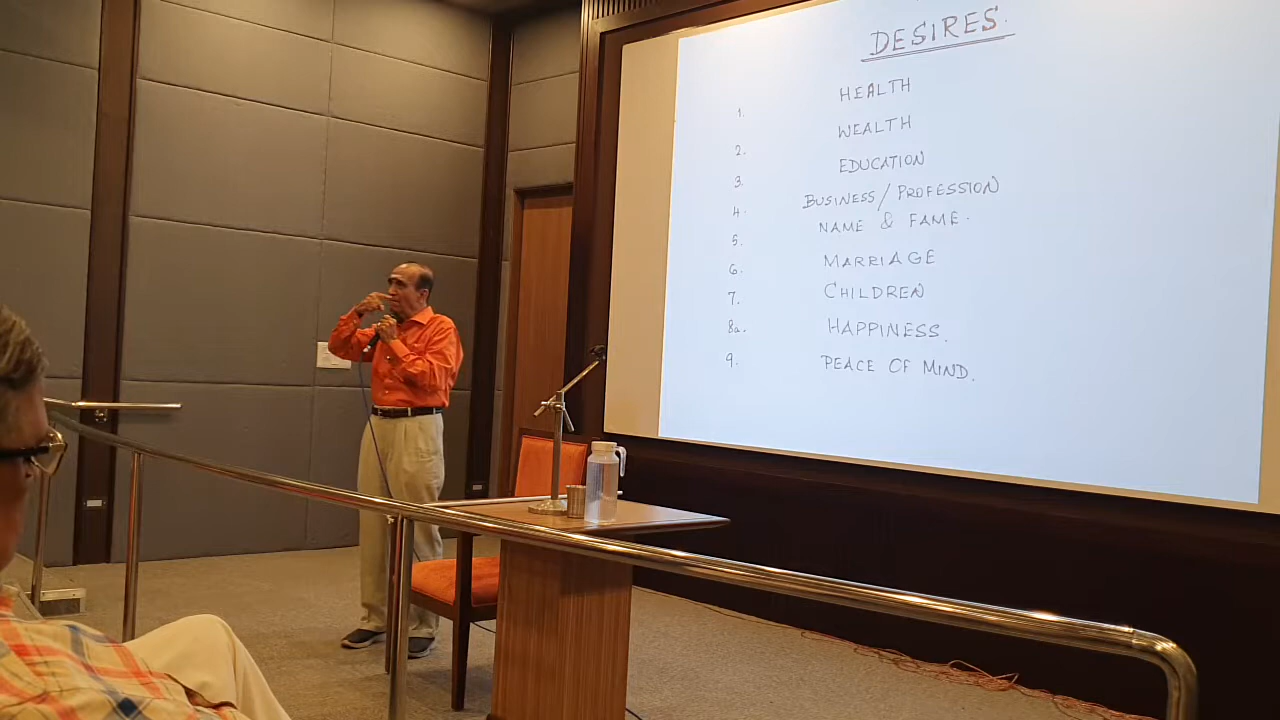 DESIRES.
1. HEALTH
2. WEALTH
3. EDUCATION
4. BUSINESS/PROFESSION
5. NAME & FAME.
6. MARRIAGE
7. CHILDREN
8a. HAPPINESS.
9. PEACE OF MIND.